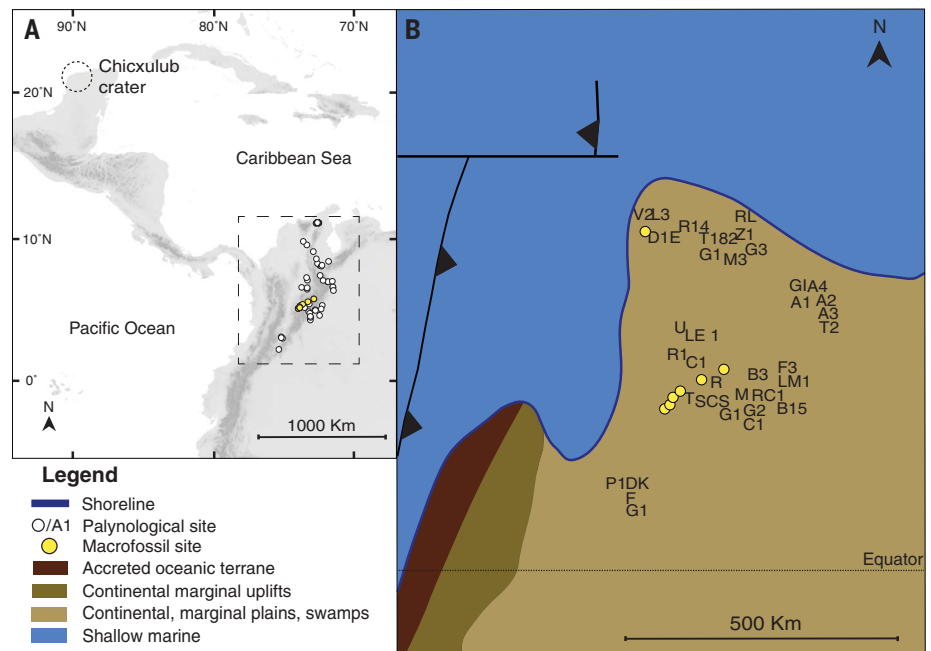 A
90°W
80°W
70°W
Chicxulub
crater
20°N
Caribbean Sea
10°N
Pacific Ocean
0°
N
1000 Km
Legend
Shoreline
/A1 Palynological site
Macrofossil site
Accreted oceanic terrane
Continental marginal uplifts
Continental, marginal plains, swamps
Shallow marine
B
N
V2 L3
RL
R14
D1E
T182 Z1
G1 G3
M3
GIA4
A1 A2
A3
T2
U
LE 1
R1 C1
F3
B3
R
LM1
M RC1
TSCS
G1 G2 B15
C1
P1DK
F
G1
Equator
500 Km